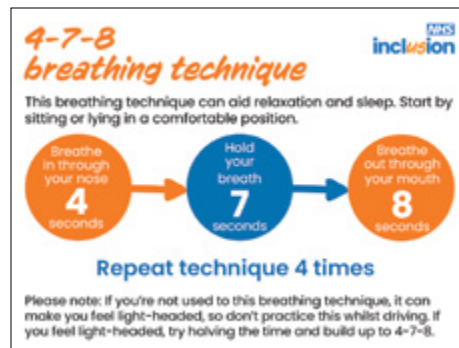 4-7-8
breathing technique
NHS
inclusion
This breathing technique can aid relaxation and sleep. Start by
sitting or lying in a comfortable position.
Breathe
in through
your nose
4
seconds
Hold
your
breath
7
seconds
Breathe
out through
your mouth
8
seconds
Repeat technique 4 times
Please note: If you're not used to this breathing technique, it can
make you feel light-headed, so don't practice this whilst driving. If
you feel light-headed, try halving the time and build up to 4-7-8.